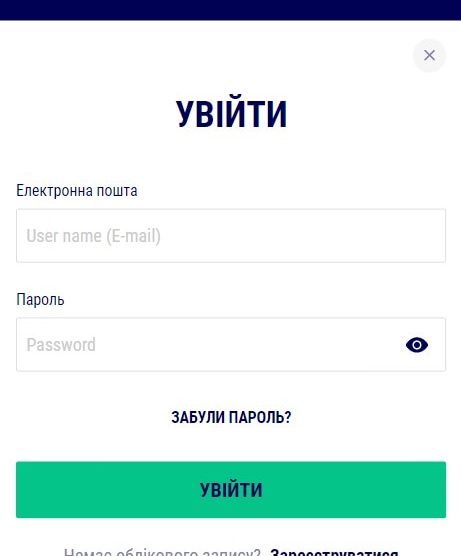 УВІЙТИ
Електронна пошта
User name (E-mail)
Пароль
Password
ЗАБУЛИ ПАРОЛЬ?
УВІЙТИ
Немає облікового запису? Зареєструватися